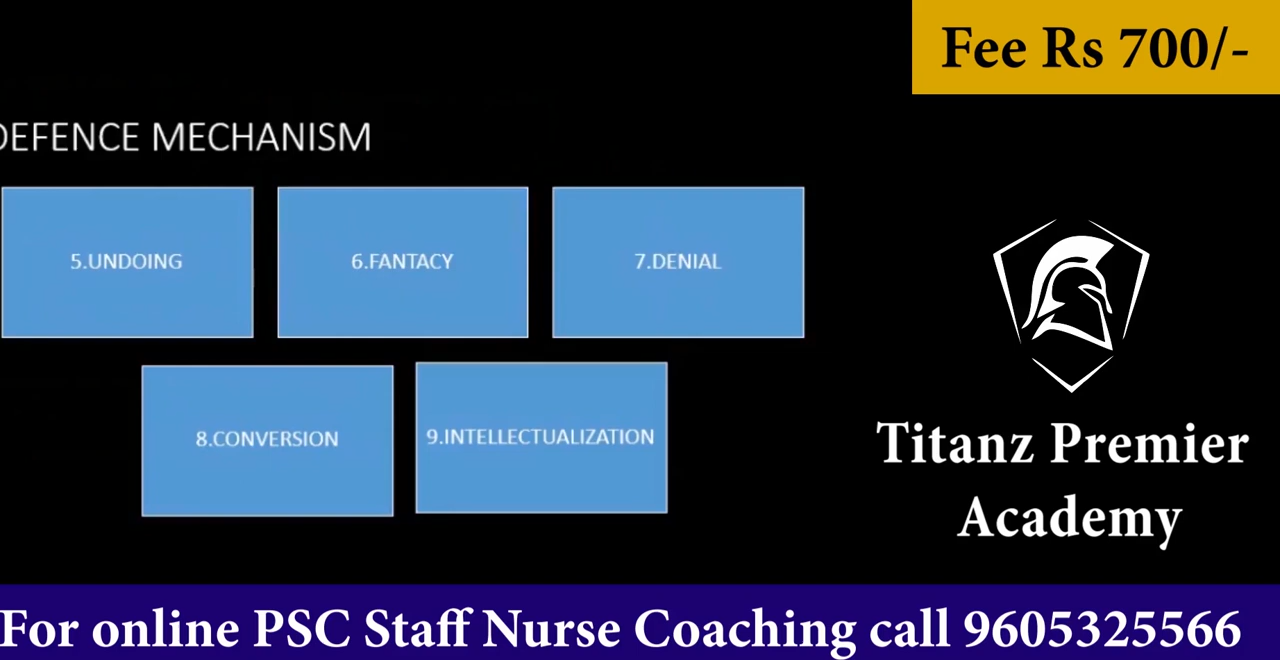 Fee Rs 700/-
DEFENCE MECHANISM
5.UNDOING
6.FANTACY
7.DENIAL
8.CONVERSION
9.INTELLECTUALIZATION
Titanz Premier
Academy
For online PSC Staff Nurse Coaching call 9605325566